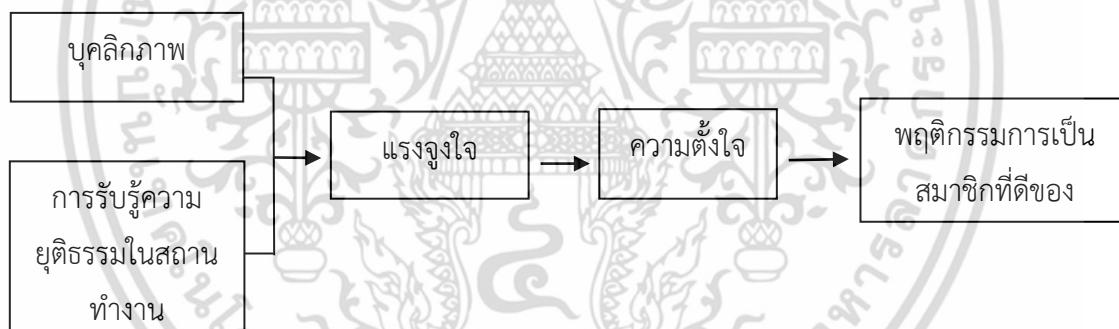 บุคลิกภาพ
การรับรู้ความ
ยุติธรรมในสถาน
ทำงาน
แรงจูงใจ
ความตั้งใจ
พฤติกรรมการเป็น
สมาชิกที่ดีของ